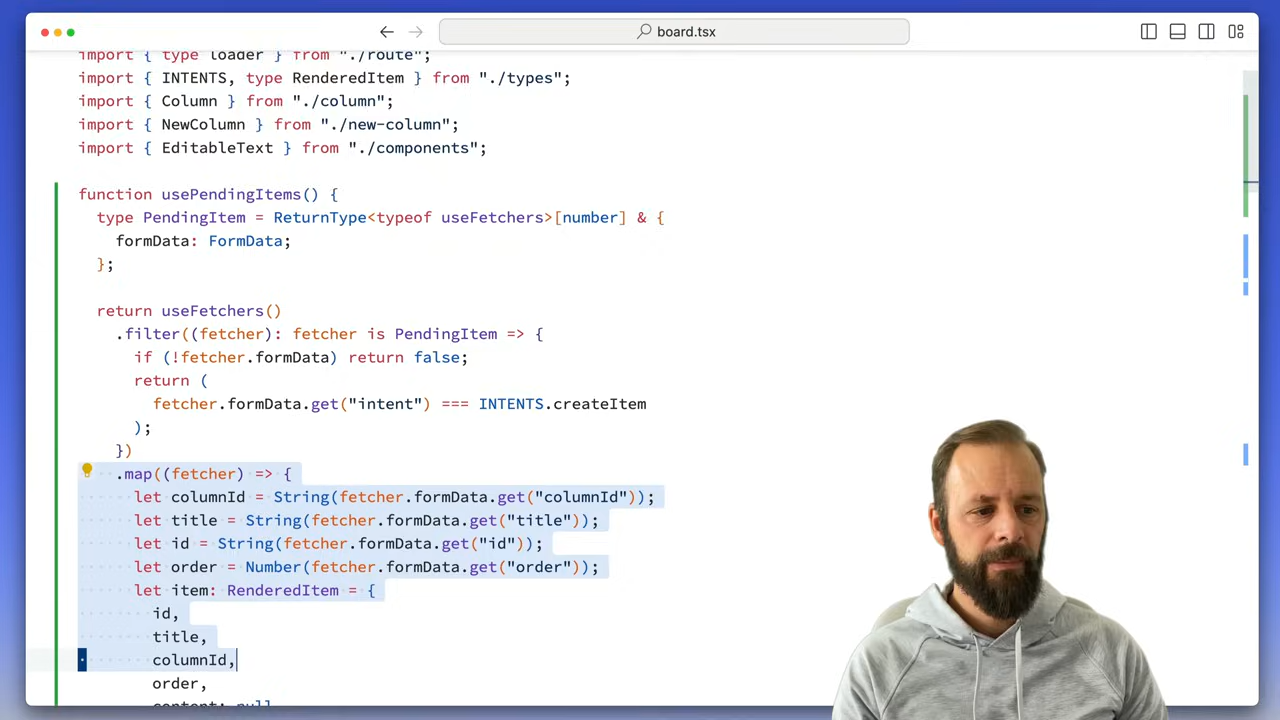 board.tsx
import { type loader } from "./route";
import { INTENTS, type RenderedItem } from "./types";
import { Column } from "./column";
import { NewColumn } from "./new-column";
import { EditableText } from "./components";
function usePendingItems() {
type PendingItem = ReturnType<typeof useFetchers>[number] & {
formData: FormData;
};
return useFetchers()
.filter((fetcher): fetcher is PendingItem => {
if (!fetcher.formData) return false;
return (
fetcher.formData.get("intent") === INTENTS.createItem
);
})
.map((fetcher) => {
let columnId = String(fetcher.formData.get("columnId"));
let title = String(fetcher.formData.get("title"));
let id = String(fetcher.formData.get("id"));
let order = Number(fetcher.formData.get("order"));
let item: RenderedItem = {
id,
title,
columnId,
order,
content: null